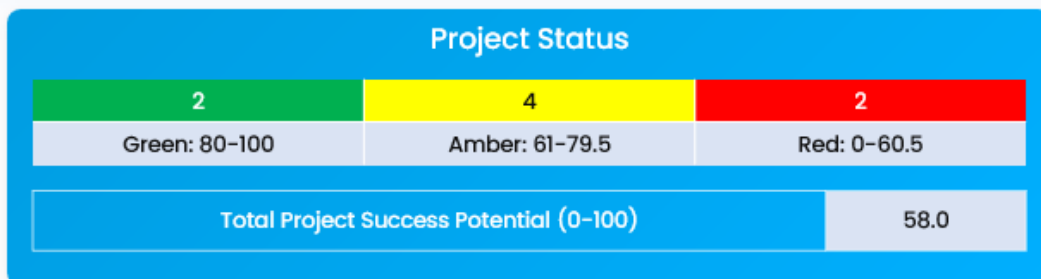 Project Status
2 4 2
Green: 80-100 Amber: 61-79.5 Red: 0-60.5
Total Project Success Potential (0-100) 58.0